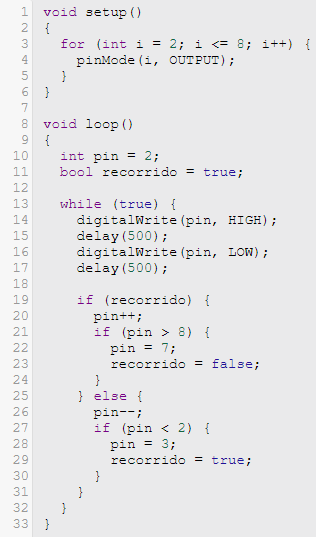 1 void setup()
2 {
3   for (int i = 2; i <= 8; i++) {
4     pinMode(i, OUTPUT);
5   }
6 }
7
8 void loop()
9 {
10   int pin = 2;
11   bool recorrido = true;
12
13   while (true) {
14     digitalWrite(pin, HIGH);
15     delay(500);
16     digitalWrite(pin, LOW);
17     delay(500);
18
19     if (recorrido) {
20       pin++;
21       if (pin > 8) {
22         pin = 7;
23         recorrido = false;
24       }
25     } else {
26       pin--;
27       if (pin < 2) {
28         pin = 3;
29         recorrido = true;
30       }
31     }
32   }
33 }